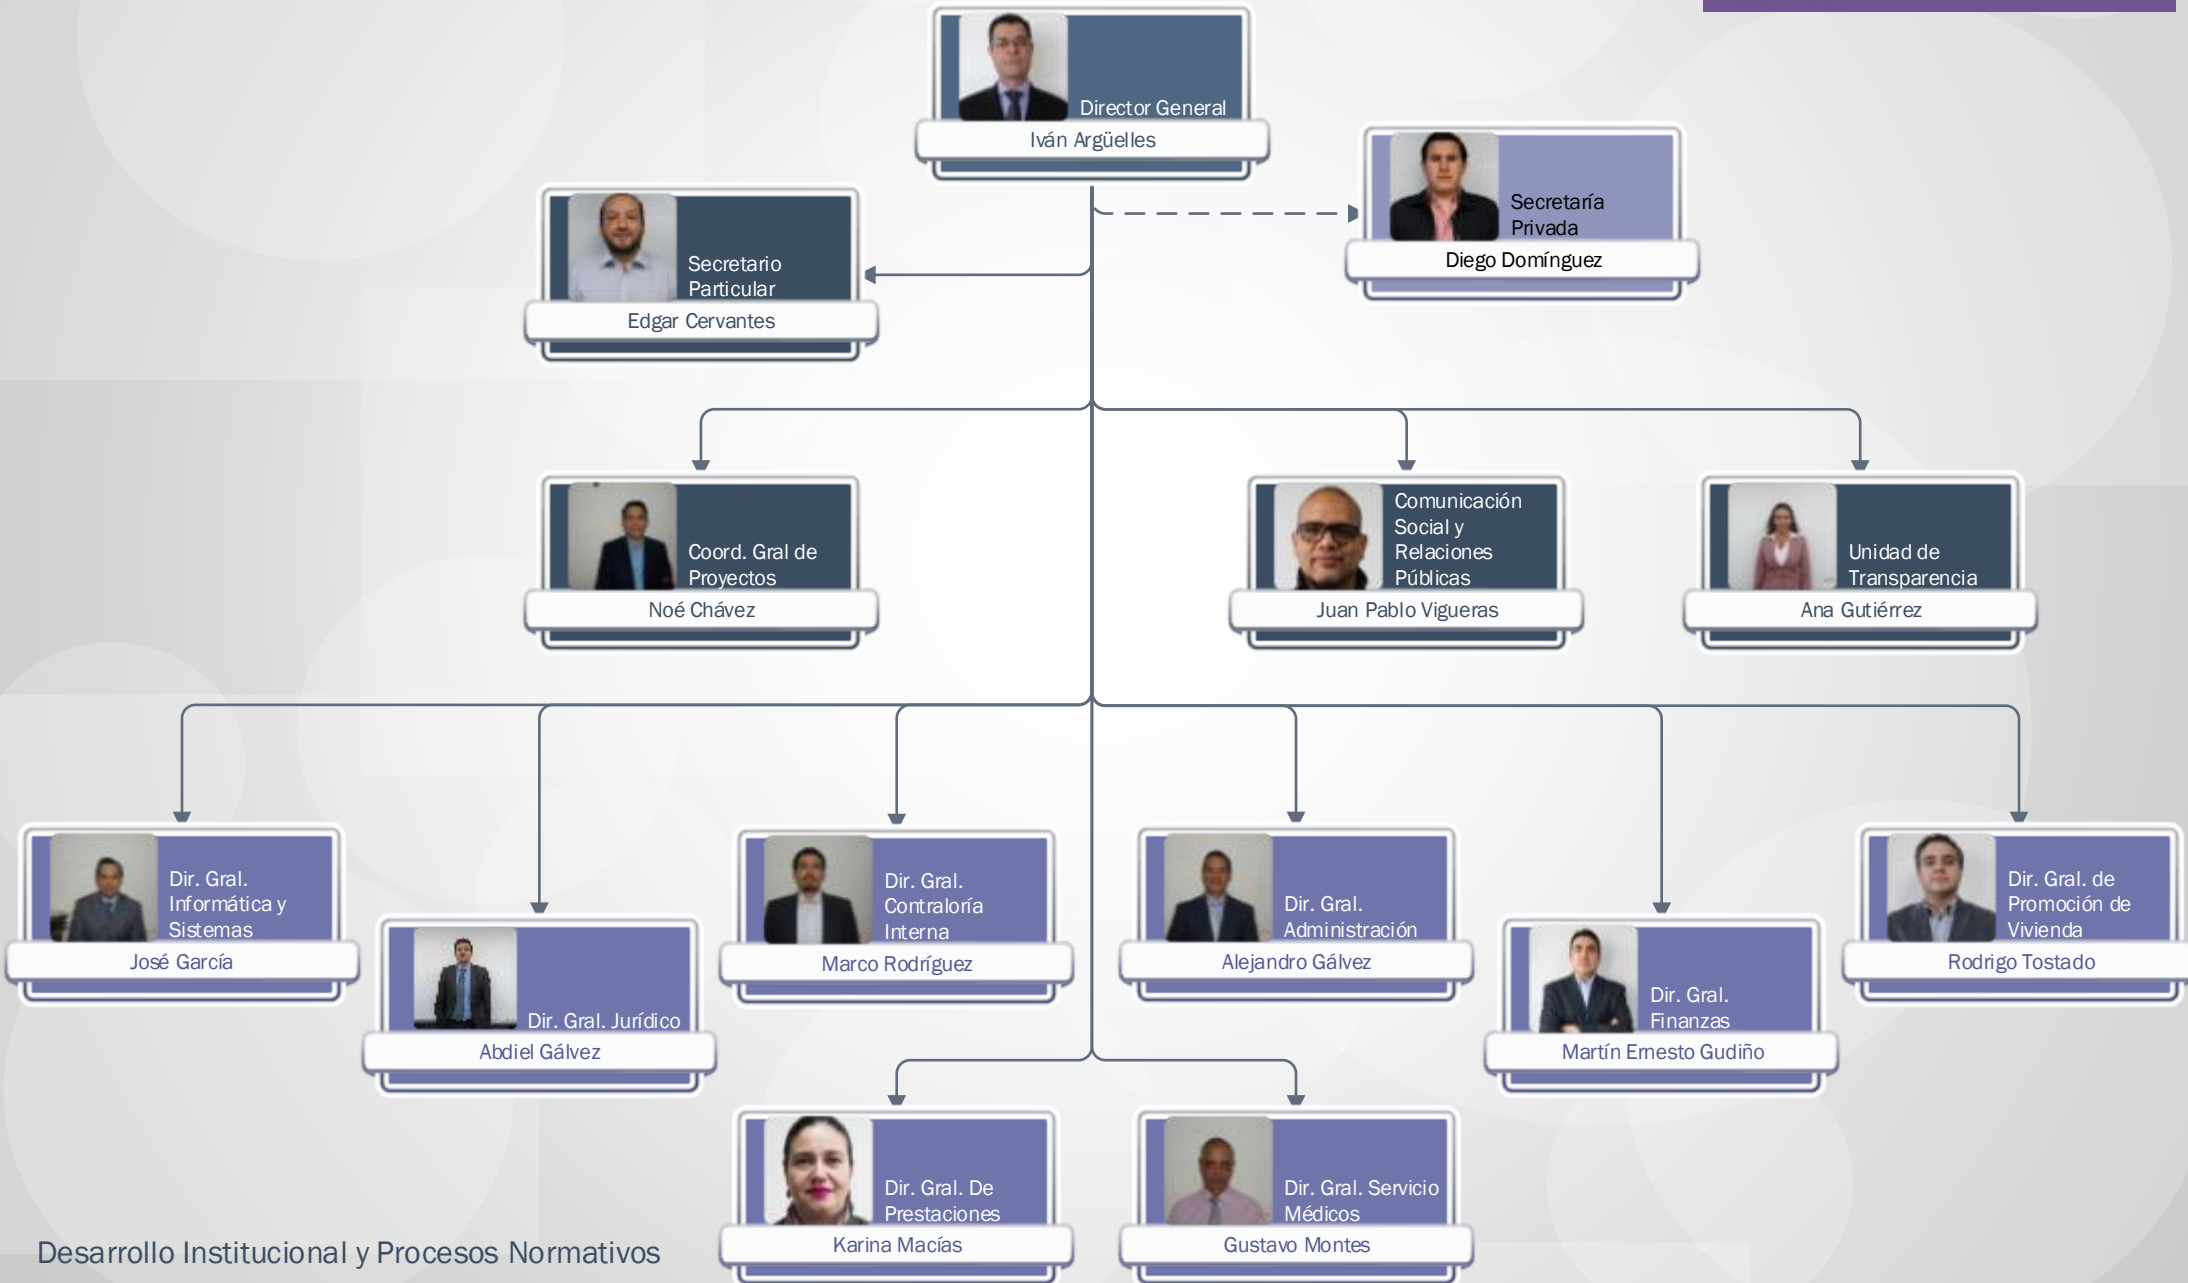 Director General
Iván Argüelles
Secretaría
Privada
Diego Domínguez
Secretario
Particular
Edgar Cervantes
Coord. Gral de
Proyectos
Noé Chávez
Comunicación
Social y
Relaciones
Públicas
Juan Pablo Vigueras
Unidad de
Transparencia
Ana Gutiérrez
Dir. Gral.
Informática y
Sistemas
José García
Dir. Gral. Jurídico
Abdiel Gálvez
Dir. Gral.
Contraloría
Interna
Marco Rodríguez
Dir. Gral.
Administración
Alejandro Gálvez
Dir. Gral.
Finanzas
Martín Ernesto Gudiño
Dir. Gral. de
Promoción de
Vivienda
Rodrigo Tostado
Dir. Gral. De
Prestaciones
Karina Macías
Dir. Gral. Servicio
Médicos
Gustavo Montes
Desarrollo Institucional y Procesos Normativos